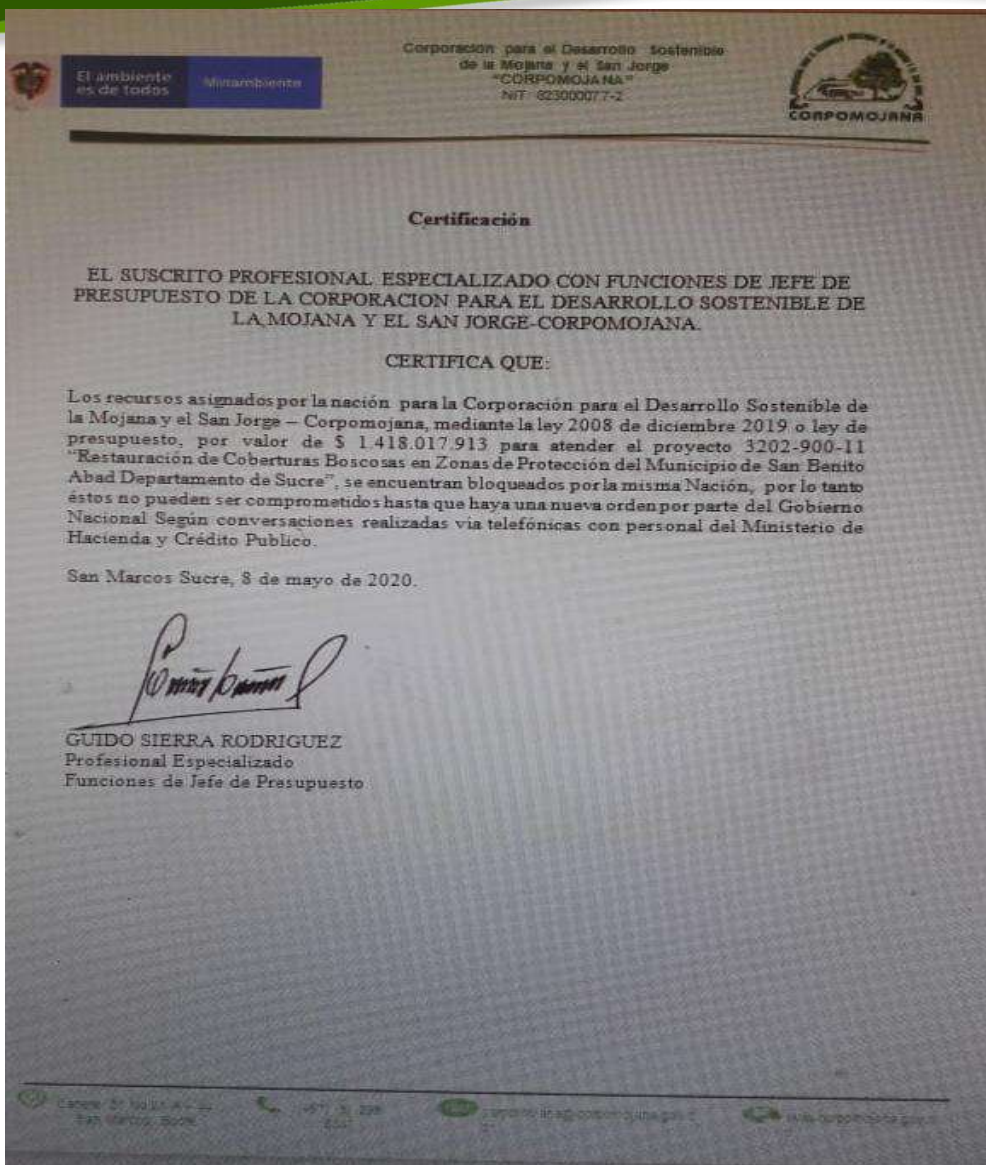 El ambiente
es de todos
Minambiente
Corporación para el Desarrollo Sostenible
de la Mojana y el San Jorge
"CORPOMOJANA"
NIT: 823000077-2
CORPOMOJANA
Certificación
EL SUSCRITO PROFESIONAL ESPECIALIZADO CON FUNCIONES DE JEFE DE
PRESUPUESTO DE LA CORPORACION PARA EL DESARROLLO SOSTENIBLE DE
LA MOJANA Y EL SAN JORGE-CORPOMOJANA.
CERTIFICA QUE:
Los recursos asignados por la nación para la Corporación para el Desarrollo Sostenible de
la Mojana y el San Jorge – Corpomojana, mediante la ley 2008 de diciembre 2019 o ley de
presupuesto, por valor de $ 1.418.017.913 para atender el proyecto 3202-900-11
"Restauración de Coberturas Boscosas en Zonas de Protección del Municipio de San Benito
Abad Departamento de Sucre", se encuentran bloqueados por la misma Nación, por lo tanto
éstos no pueden ser comprometidos hasta que haya una nueva orden por parte del Gobierno
Nacional Según conversaciones realizadas via telefónicas con personal del Ministerio de
Hacienda y Crédito Publico.
San Marcos Sucre, 8 de mayo de 2020.
GUIDO SIERRA RODRIGUEZ
Profesional Especializado
Funciones de Jefe de Presupuesto
San Marcos, Sucre